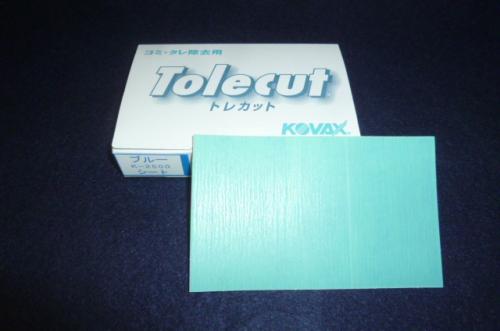 ゴミ・タレ除去用
Tolecut
トレカット
KOVAX
ブルー
K-2500
シート